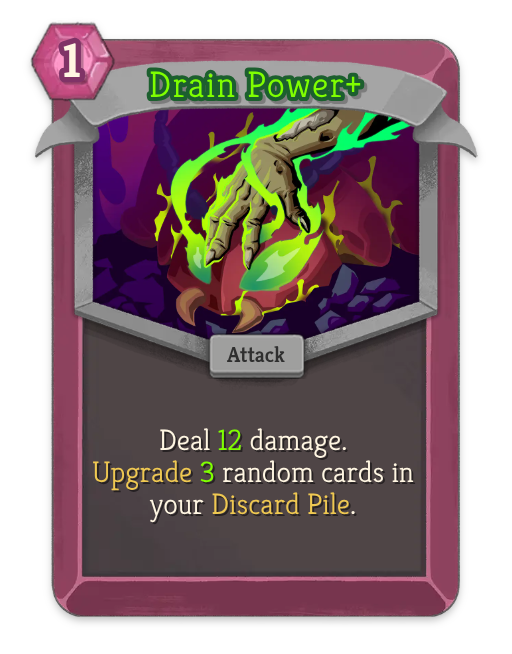 1
Drain Power+
Attack
Deal 12 damage.
Upgrade 3 random cards in
your Discard Pile.